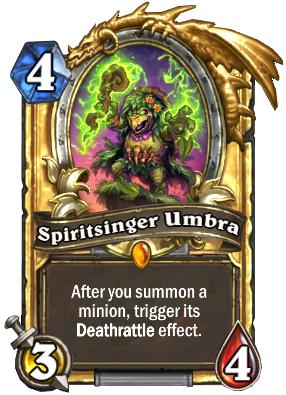 4
Spiritsinger Umbra
After you summon a
minion, trigger its
Deathrattle effect.
3
4